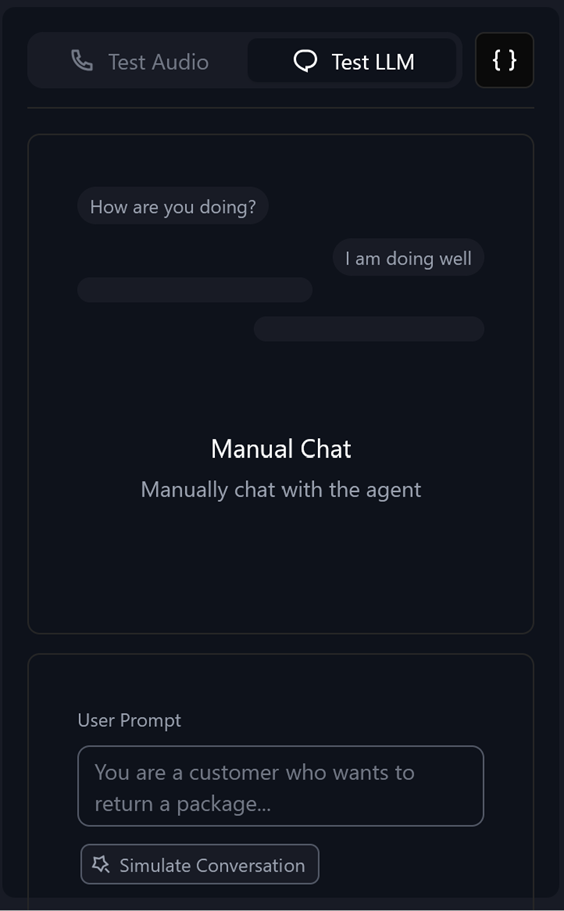 Test Audio
Test LLM
{ }
How are you doing?
I am doing well
Manual Chat
Manually chat with the agent
User Prompt
You are a customer who wants to
return a package...
Simulate Conversation